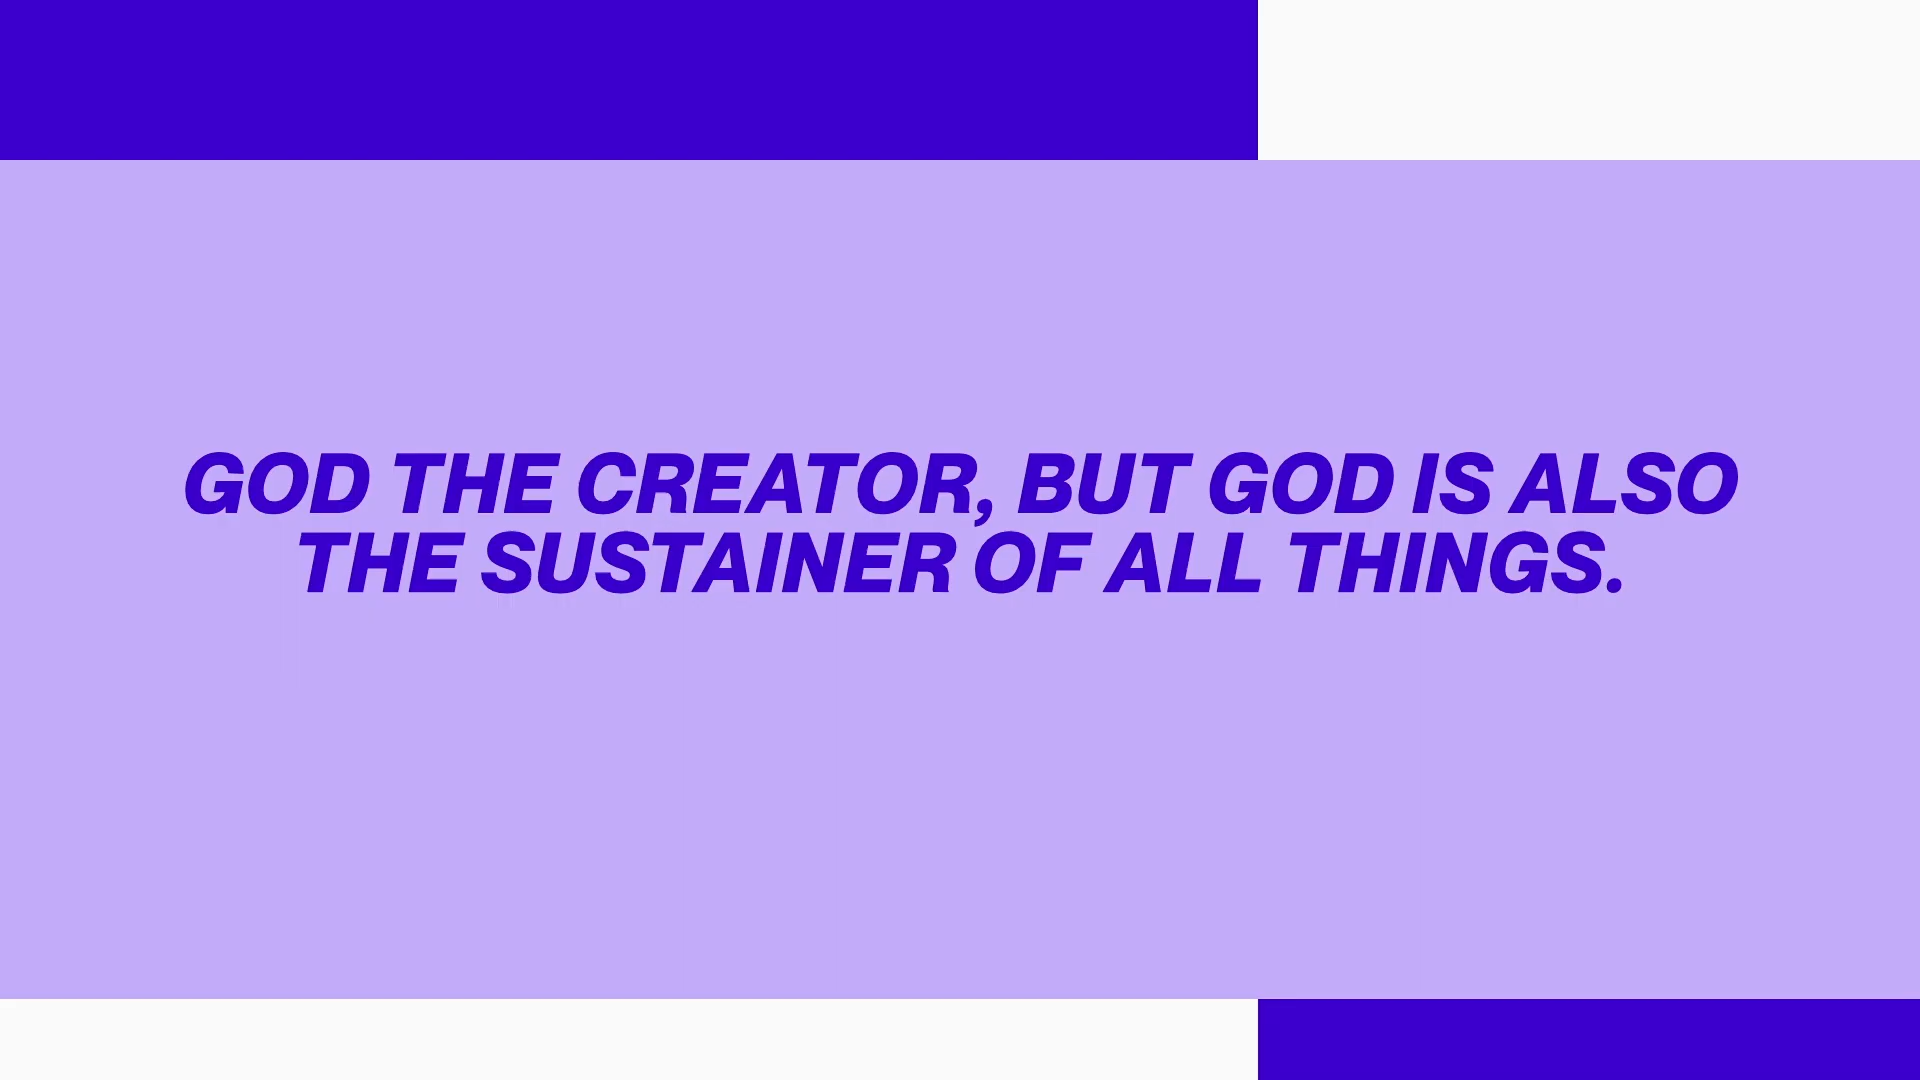 GOD THE CREATOR, BUT GOD IS ALSO
THE SUSTAINER OF ALL THINGS.